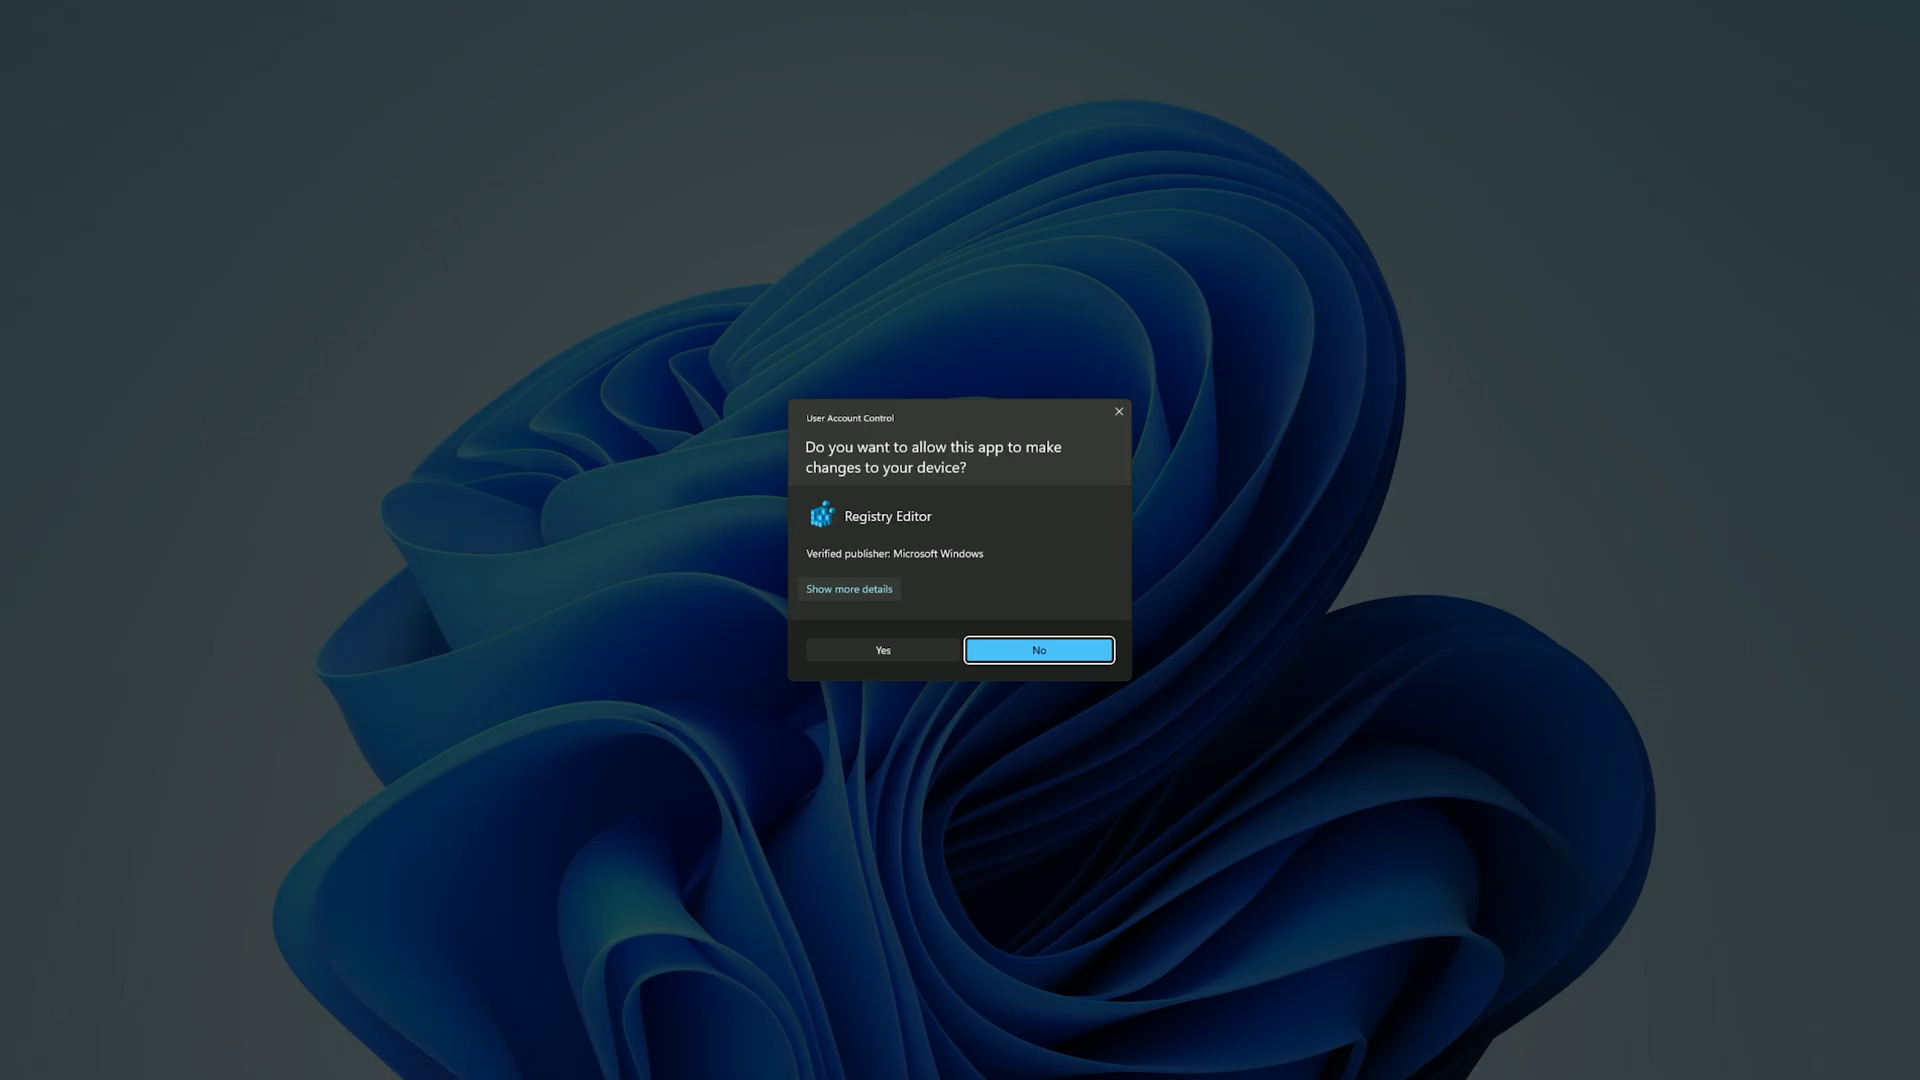 User Account Control
Do you want to allow this app to make
changes to your device?
Registry Editor
Verified publisher: Microsoft Windows
Show more details
Yes
No